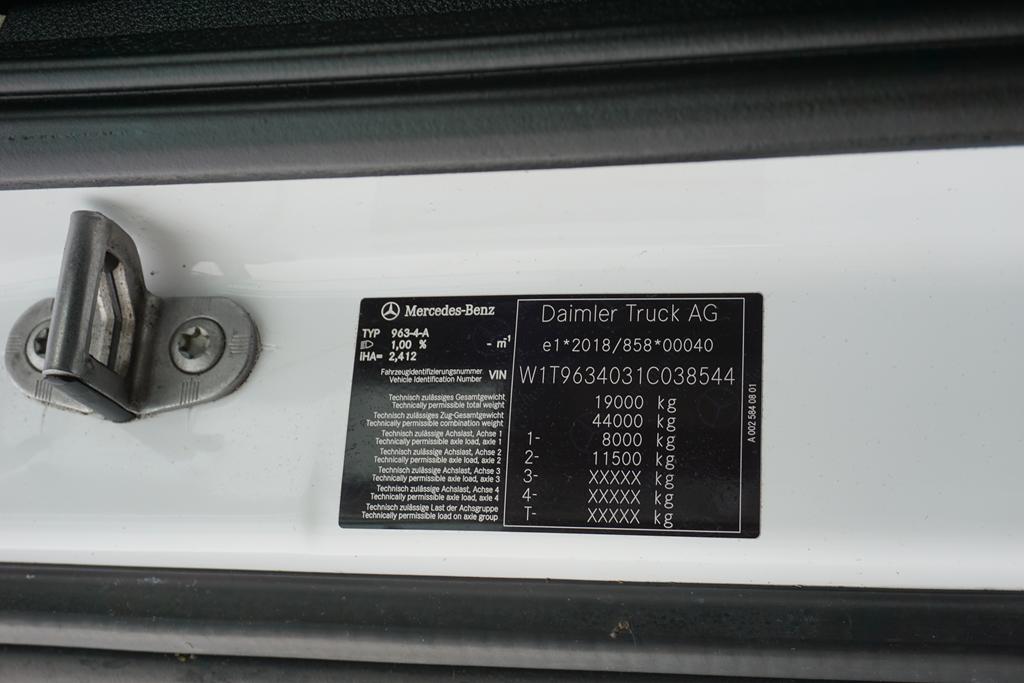 Mercedes-Benz
TYP 963-4-A
1,00 % - m-1
iHA= 2,412
Fahrzeugidentifizierungsnummer
Vehicle Identification Number VIN
Technisch zulässiges Gesamtgewicht
Technically permissible total weight
Technisch zulässiges Zug-Gesamtgewicht
Technically permissible combination weight
Technisch zulässige Achslast, Achse 1
Technically permissible axle load, axle 1
Technisch zulässige Achslast, Achse 2
Technically permissible axle load, axle 2
Technisch zulässige Achslast, Achse 3
Technically permissible axle load, axle 3
Technisch zulässige Achslast, Achse 4
Technically permissible axle load, axle 4
Technisch zulässige Last der Achsgruppe
Technically permissible load on axle group
Daimler Truck AG
e1*2018/858*00040
W1T9634031C038544
19000 kg
44000 kg
1- 8000 kg
2- 11500 kg
3- XXXXX kg
4- XXXXX kg
T- XXXXX kg
A 002 584 08 01